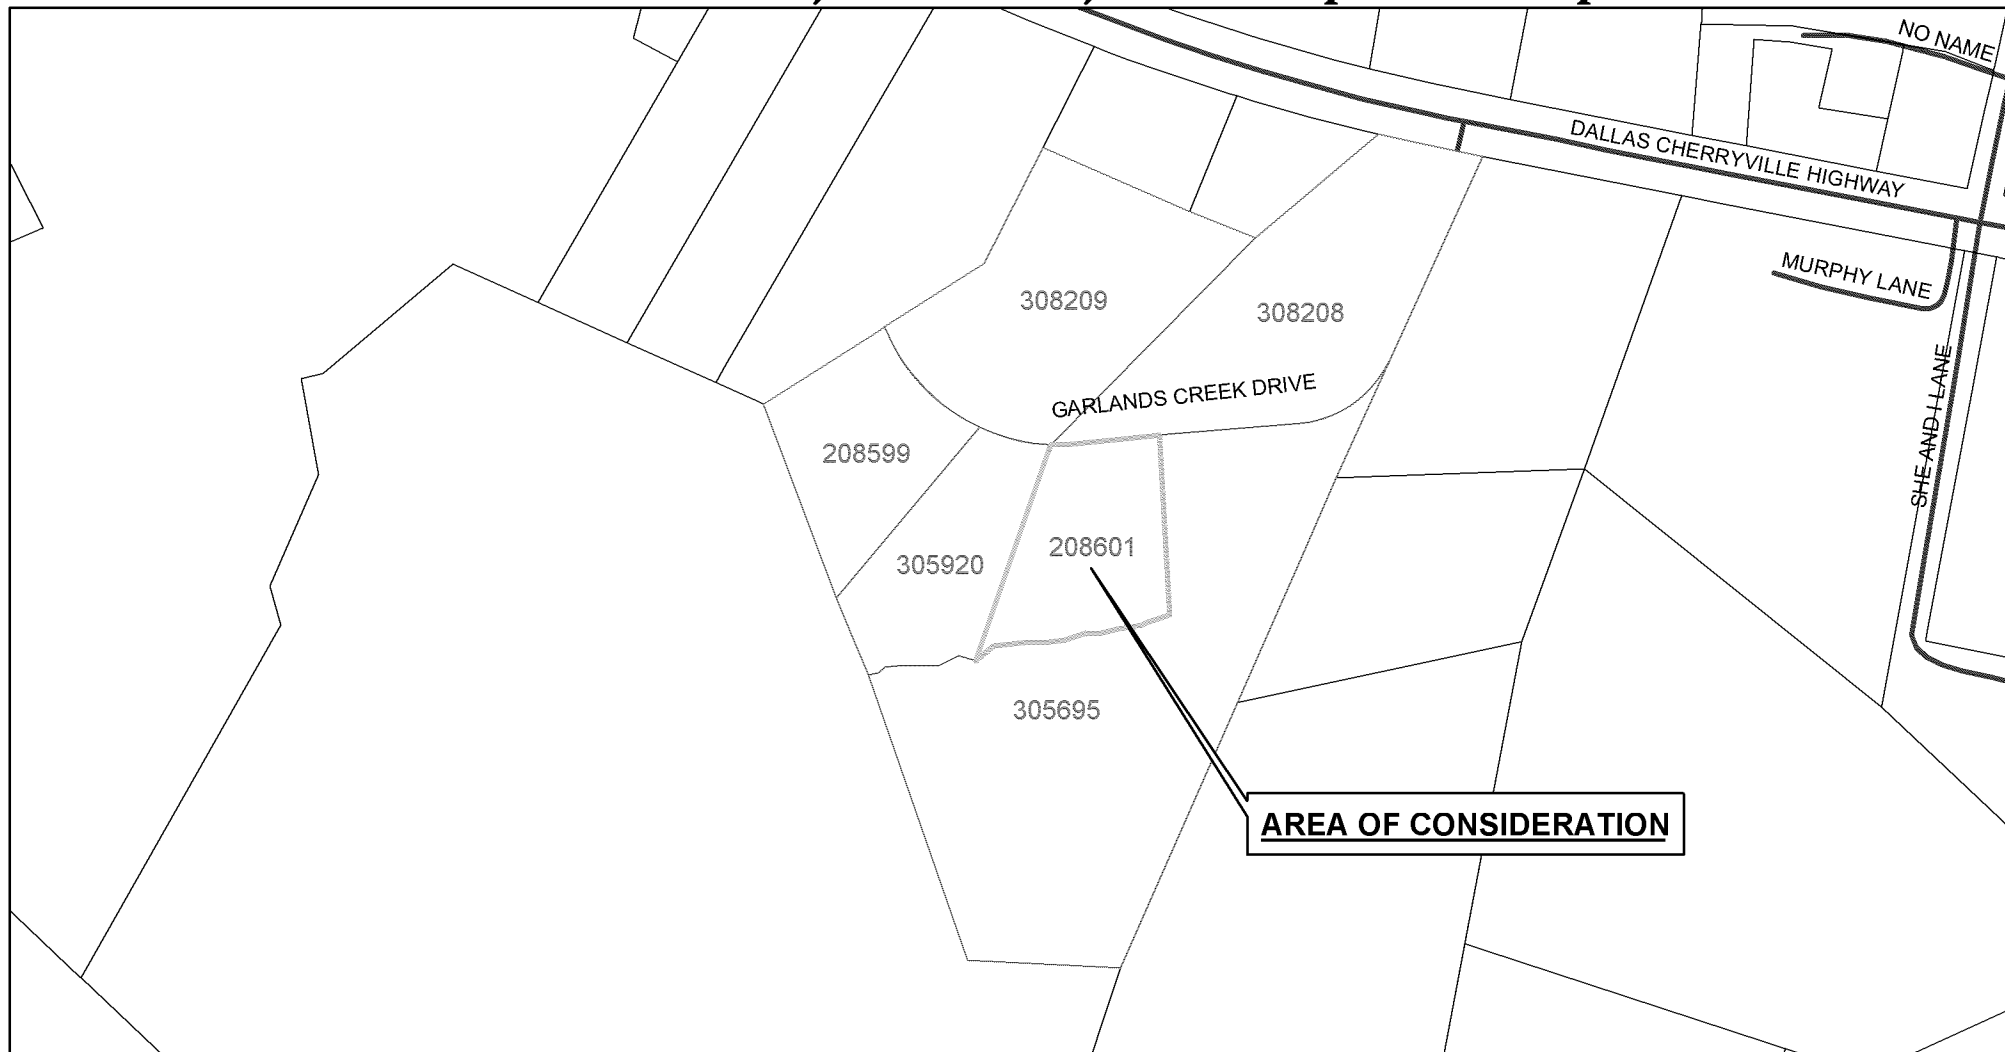 NO NAME
DALLAS CHERRYVILLE HIGHWAY
MURPHY LANE
308209
308208
GARLANDS CREEK DRIVE
SHE AND I LANE
208599
208601
305920
305695
AREA OF CONSIDERATION